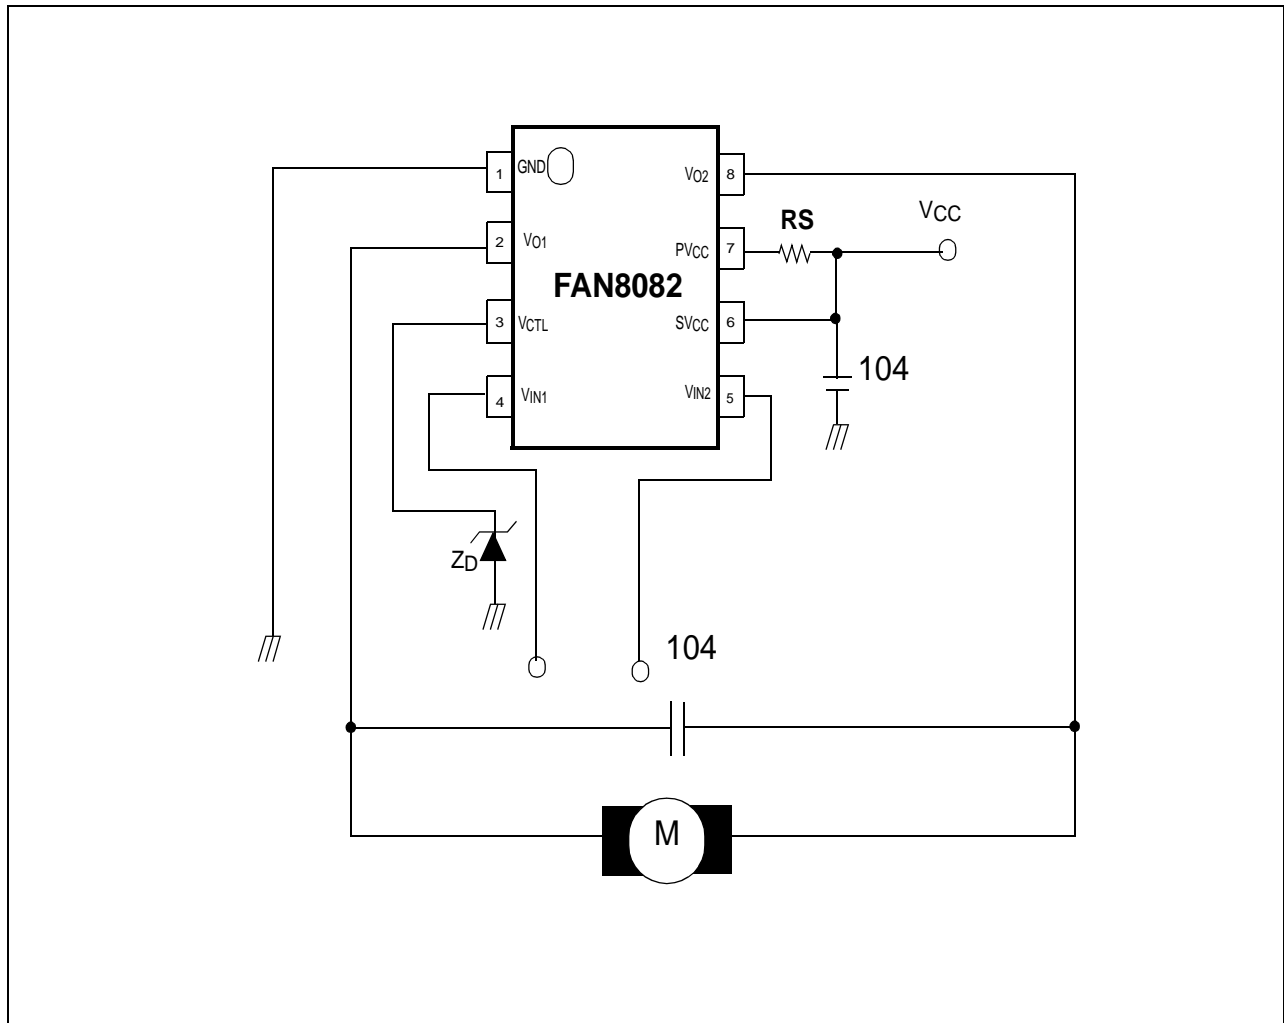 1 GND
VO2 8
2 VO1
PVCC 7
RS
VCC
FAN8082
3 VCTL
SVCC 6
104
4 VIN1
VIN2 5
ZD
104
M